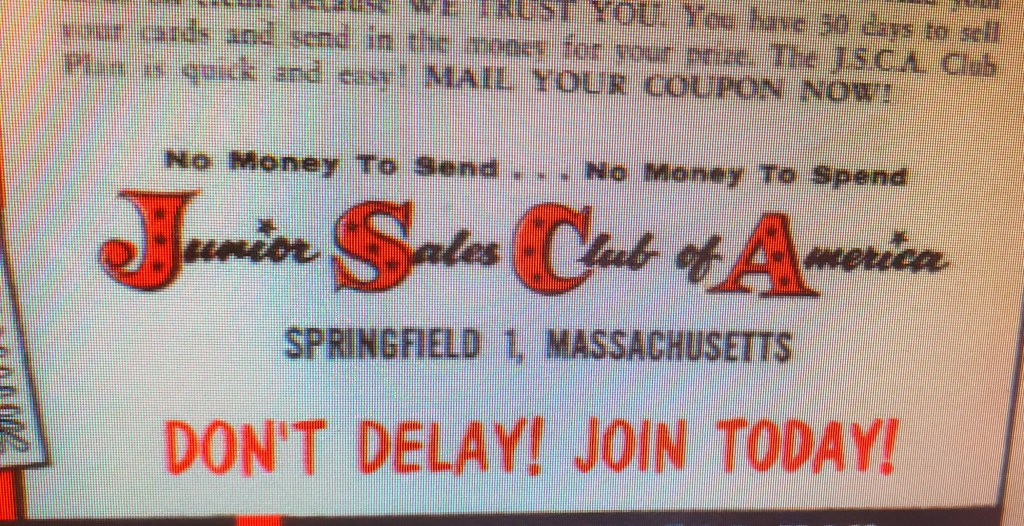 because WE TRUST YOU. You have 30 days to sell
your cards and send in the money for your prize. The J.S.C.A. Club
Plan is quick and easy! MAIL YOUR COUPON NOW!
No Money To Send . . . No Money To Spend
Junior Sales Club of America
SPRINGFIELD 1, MASSACHUSETTS
DON'T DELAY! JOIN TODAY!